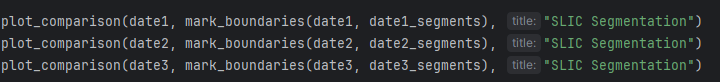 plot_comparison(date1, mark_boundaries(date1, date1_segments), title: "SLIC Segmentation")
plot_comparison(date2, mark_boundaries(date2, date2_segments), title: "SLIC Segmentation")
plot_comparison(date3, mark_boundaries(date3, date3_segments), title: "SLIC Segmentation")